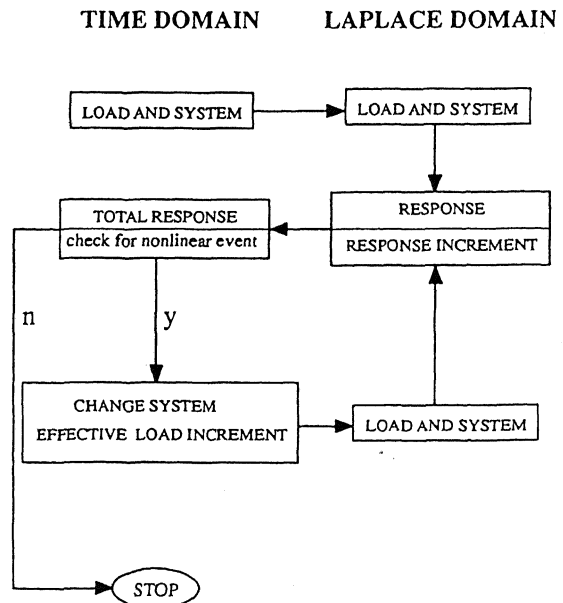 TIME DOMAIN
LAPLACE DOMAIN
LOAD AND SYSTEM
LOAD AND SYSTEM
TOTAL RESPONSE
check for nonlinear event
RESPONSE
RESPONSE INCREMENT
n
y
CHANGE SYSTEM
EFFECTIVE LOAD INCREMENT
LOAD AND SYSTEM
STOP